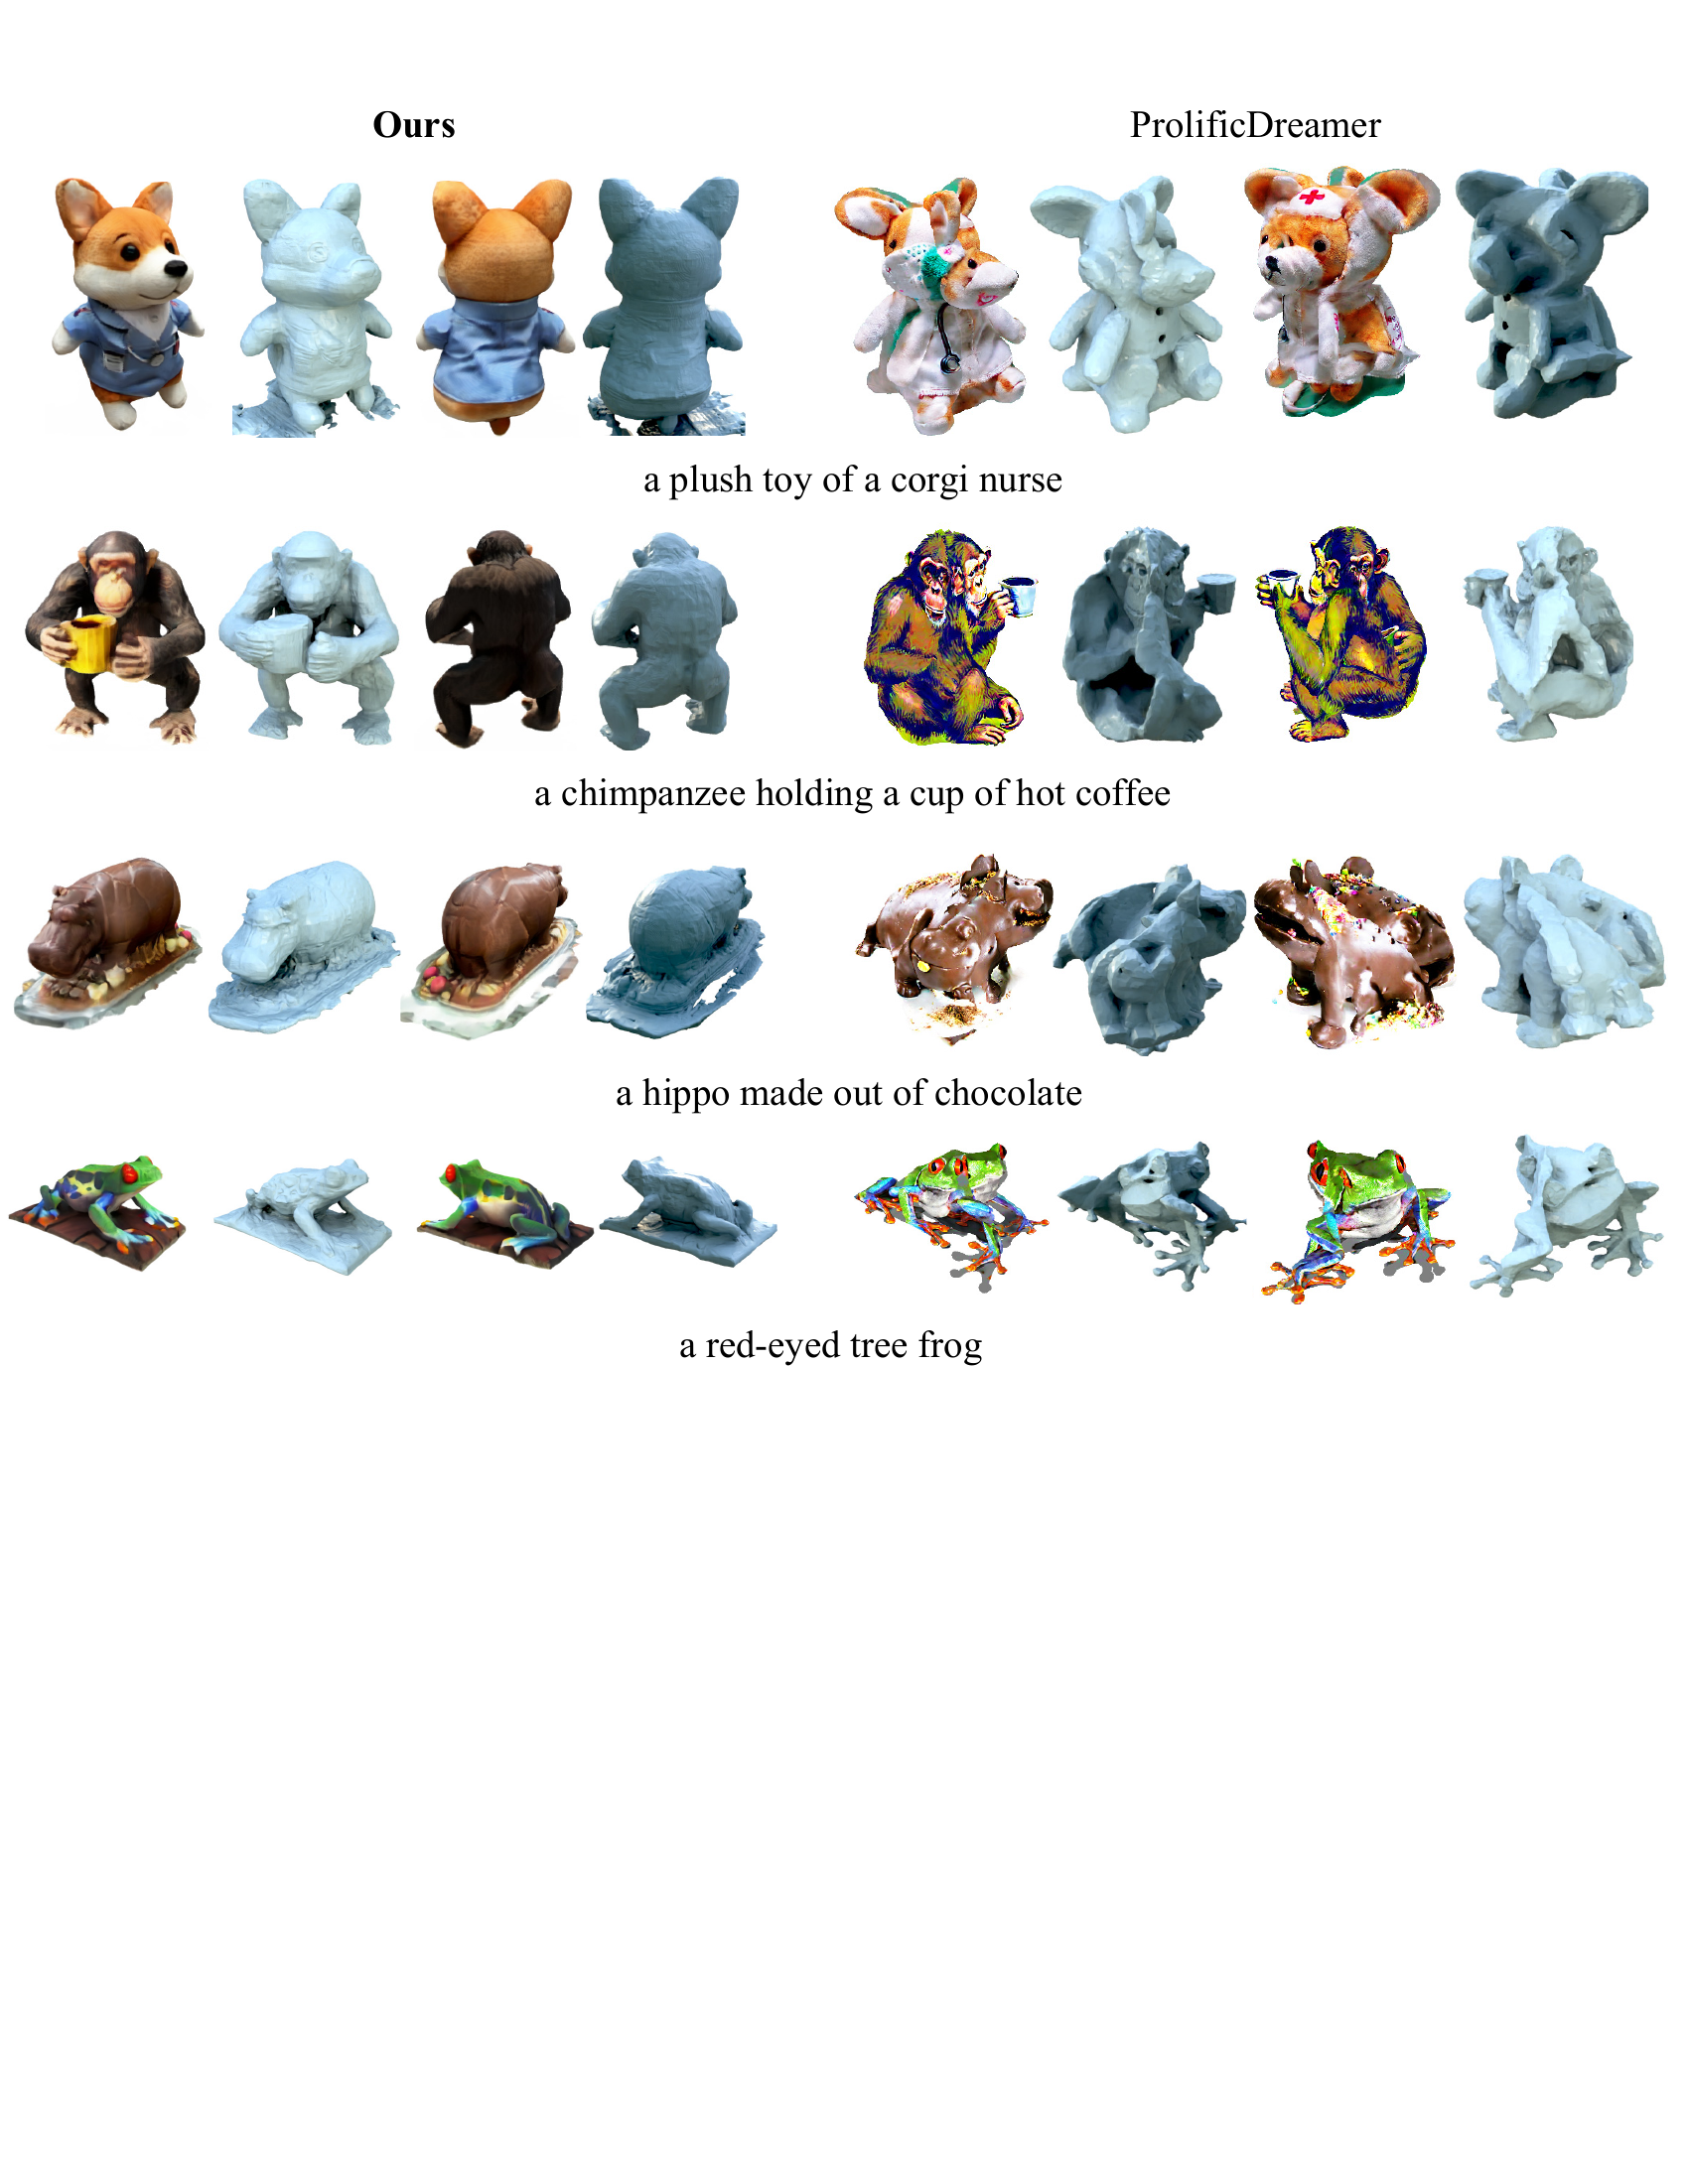 Ours
ProlificDreamer
a plush toy of a corgi nurse
a chimpanzee holding a cup of hot coffee
a hippo made out of chocolate
a red-eyed tree frog